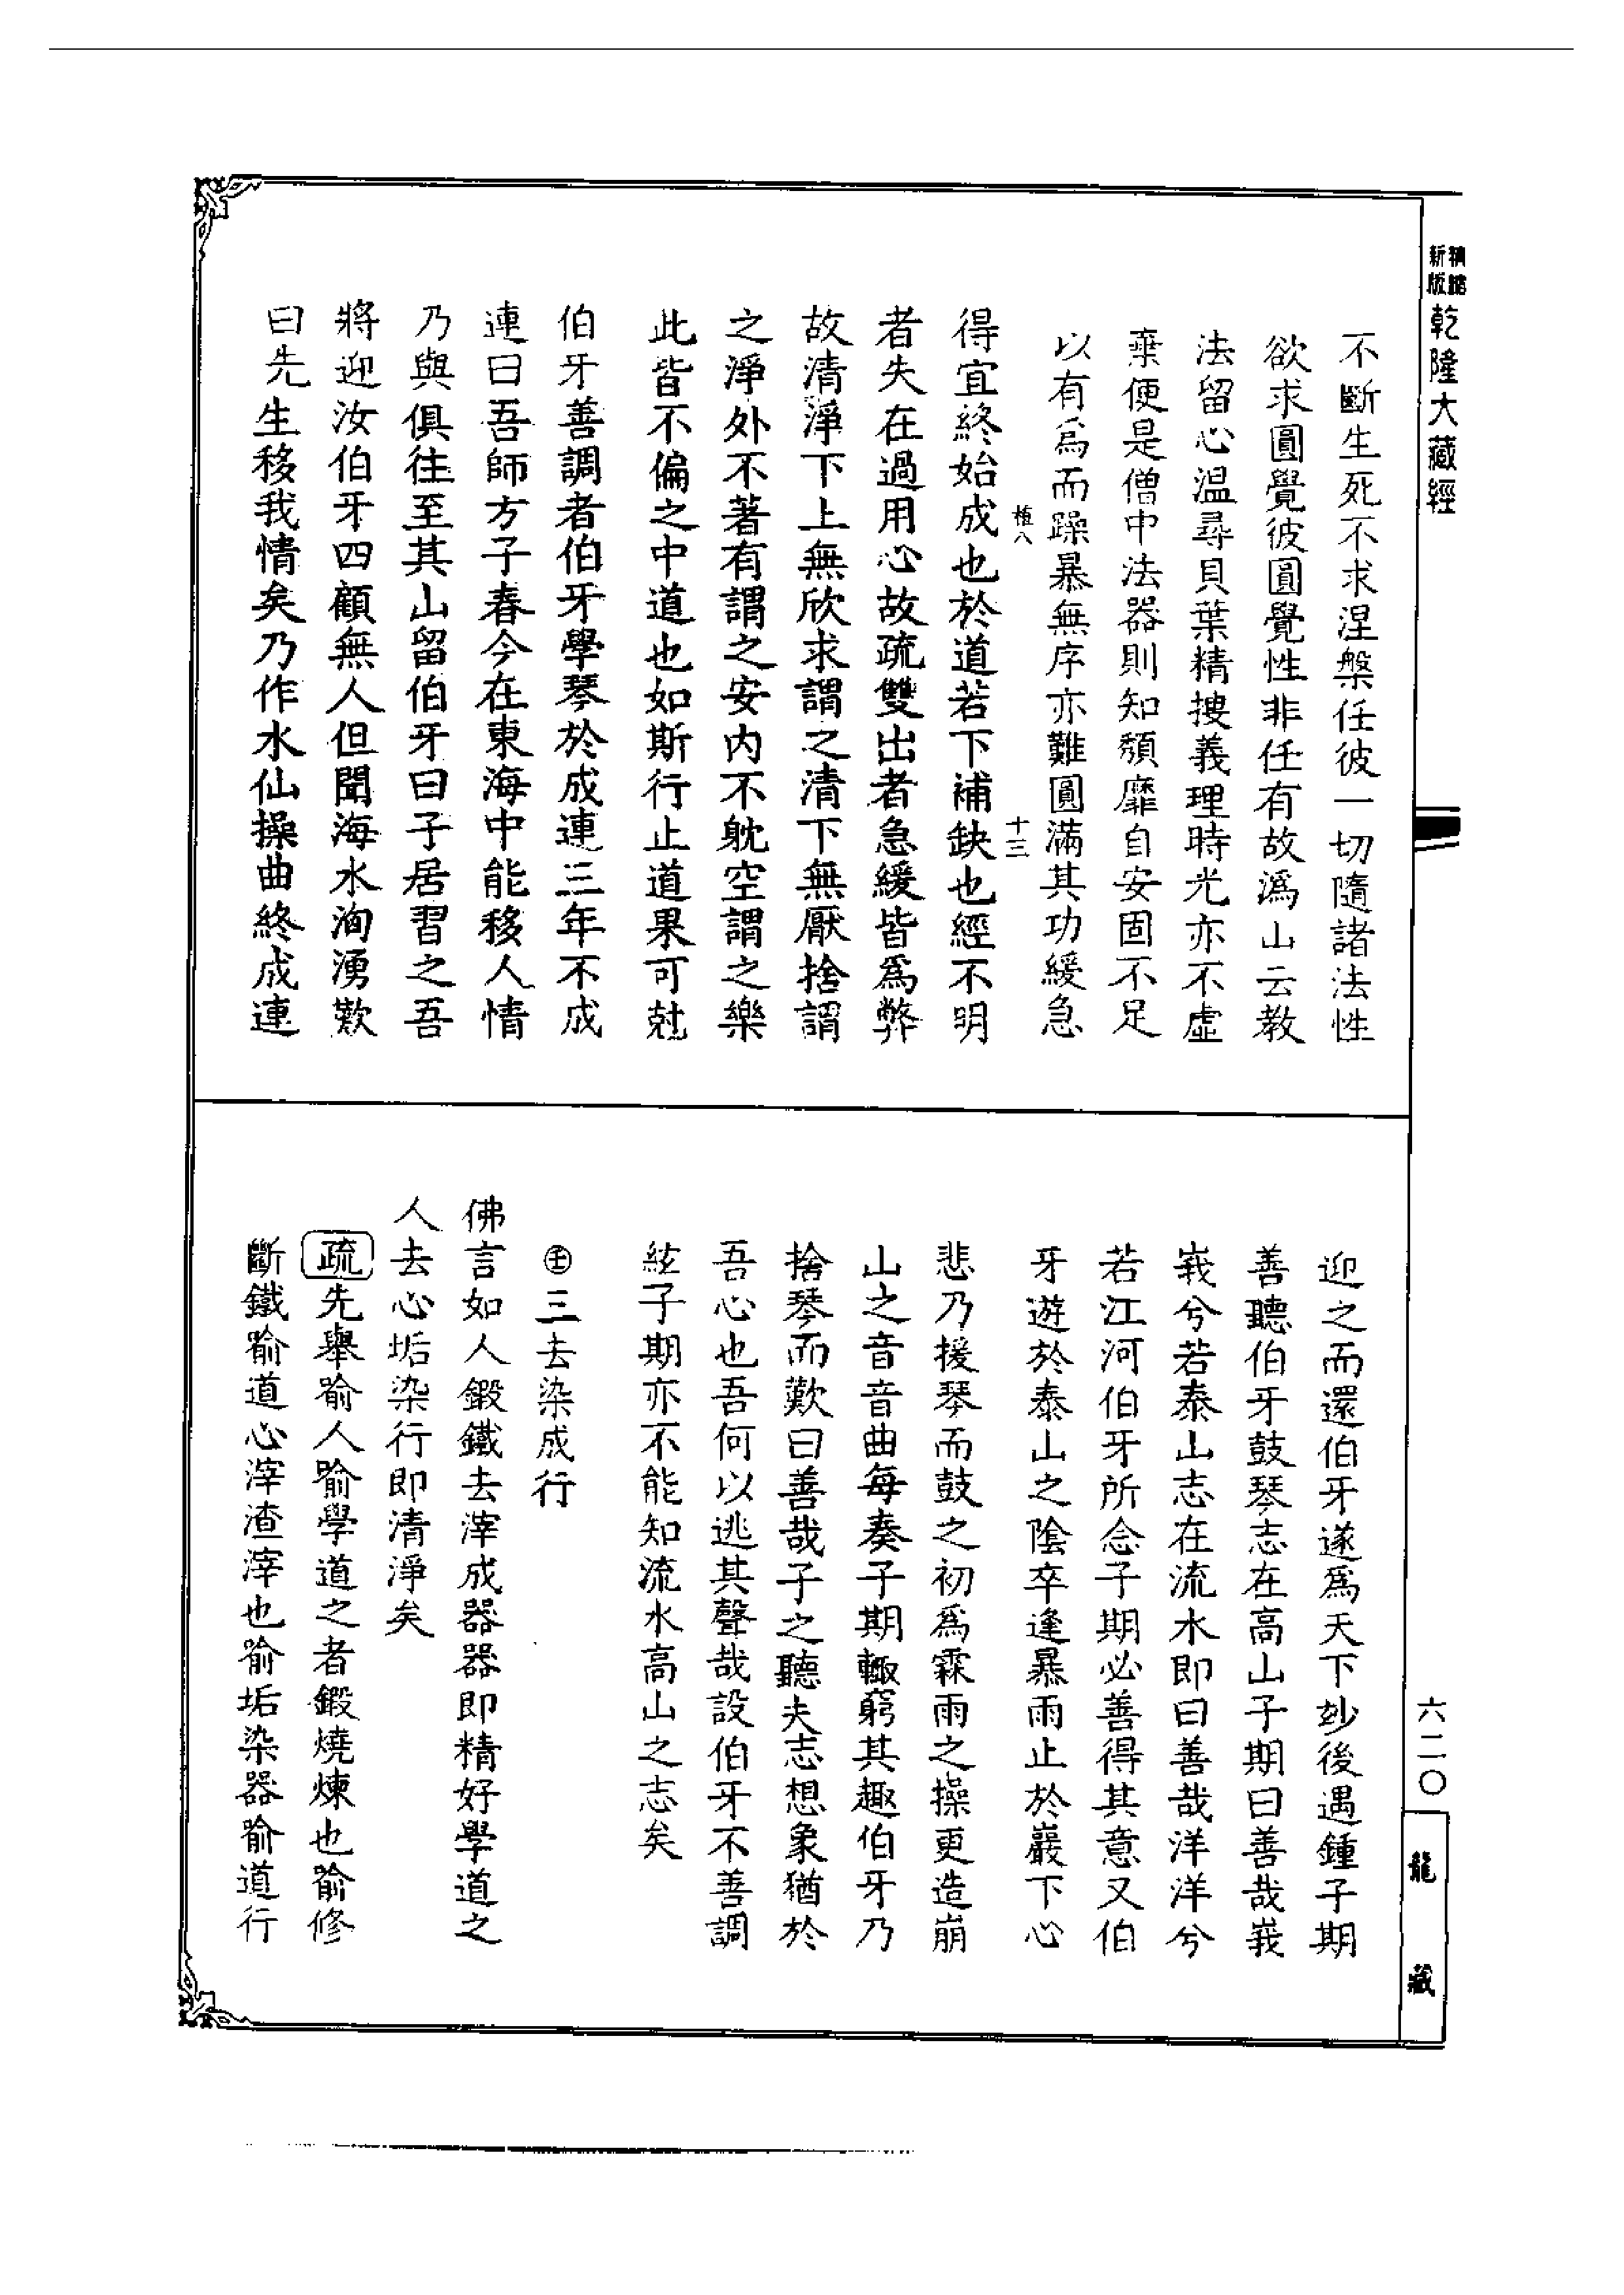 新版
精縮
乾隆大藏經
不斷生死不求涅槃任彼一切隨諸法性
欲求圓覺彼圓覺性非任有故溈山云教
法留心温尋貝葉精搜義理時光亦不虛
棄便是僧中法器則知頹靡自安固不足
以有爲而躁暴無序亦難圓滿其功緩急
十三
得宜終始成也於道若下補缺也經不明
者失在過用心故疏雙出者急緩皆爲弊
故清淨下上無欣求謂之清下無厭捨謂
之淨外不著有謂之安内不躭空謂之樂
此皆不偏之中道也如斯行止道果可尅
伯牙善調者伯牙學琴於成連三年不成
連曰吾師方子春今在東海中能移人情
乃與俱往至其山留伯牙曰子居習之吾
將迎汝伯牙四顧無人但聞海水洶湧歎
曰先生移我情矣乃作水仙操曲終成連
迎之而還伯牙遂爲天下妙後遇鍾子期
善聽伯牙鼓琴志在高山子期曰善哉峩
峩兮若泰山志在流水即曰善哉洋洋兮
若江河伯牙所念子期必善得其意又伯
牙遊於泰山之陰卒逢暴雨止於巖下心
悲乃援琴而鼓之初爲霖雨之操更造崩
山之音音曲每奏子期輙窮其趣伯牙乃
捨琴而歎曰善哉子之聽夫志想象猶於
吾心也吾何以逃其聲哉設伯牙不善調
絃子期亦不能知流水高山之志矣
㊣三去染成行
佛言如人鍛鐵去滓成器器即精好學道之
人去心垢染行即清淨矣
疏先舉喻人喻學道之者鍛燒煉也喻修
斷鐵喻道心滓渣滓也喻垢染器喻道行
六二〇
龍藏